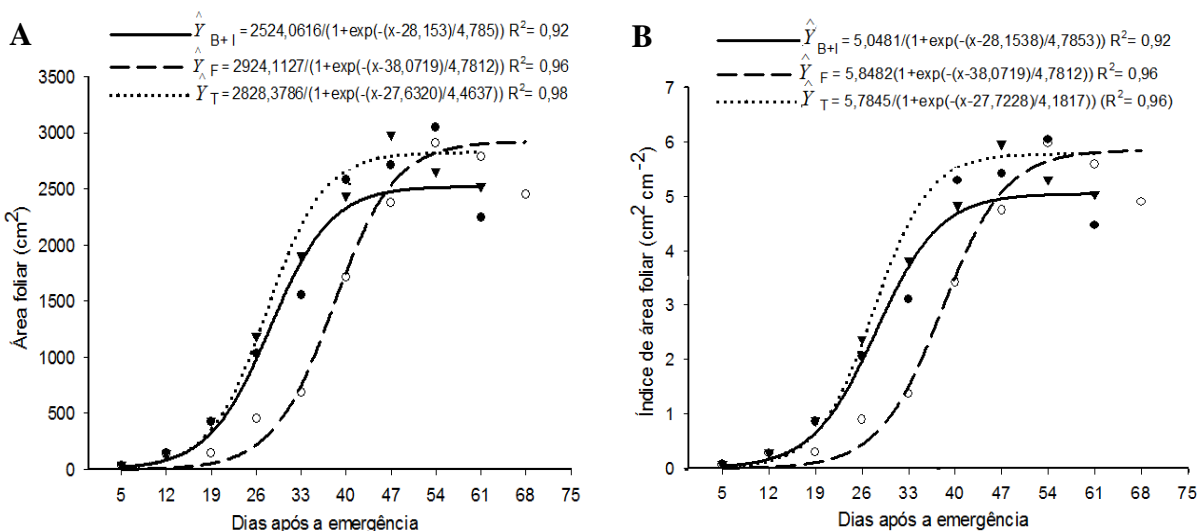 A
Ŷ B+I = 2524,0616/(1+exp(-(x-28,153)/4,785)) R²= 0,92
Ŷ F = 2924,1127/(1+exp(-(x-38,0719)/4,7812)) R²= 0,96
Ŷ T = 2828,3786/(1+exp(-(x-27,6320)/4,4637)) R²= 0,98
Área foliar (cm²)
3500
3000
2500
2000
1500
1000
500
0
5 12 19 26 33 40 47 54 61 68 75
Dias após a emergência
B
Ŷ B+I = 5,0481/(1+exp(-(x-28,1538)/4,7853)) R²= 0,92
Ŷ F = 5,8482(1+exp(-(x-38,0719)/4,7812)) R²= 0,96
Ŷ T = 5,7845/(1+exp(-(x-27,7228)/4,1817)) (R²= 0,96)
Índice de área foliar (cm² cm⁻²)
7
6
5
4
3
2
1
0
5 12 19 26 33 40 47 54 61 68 75
Dias após a emergência